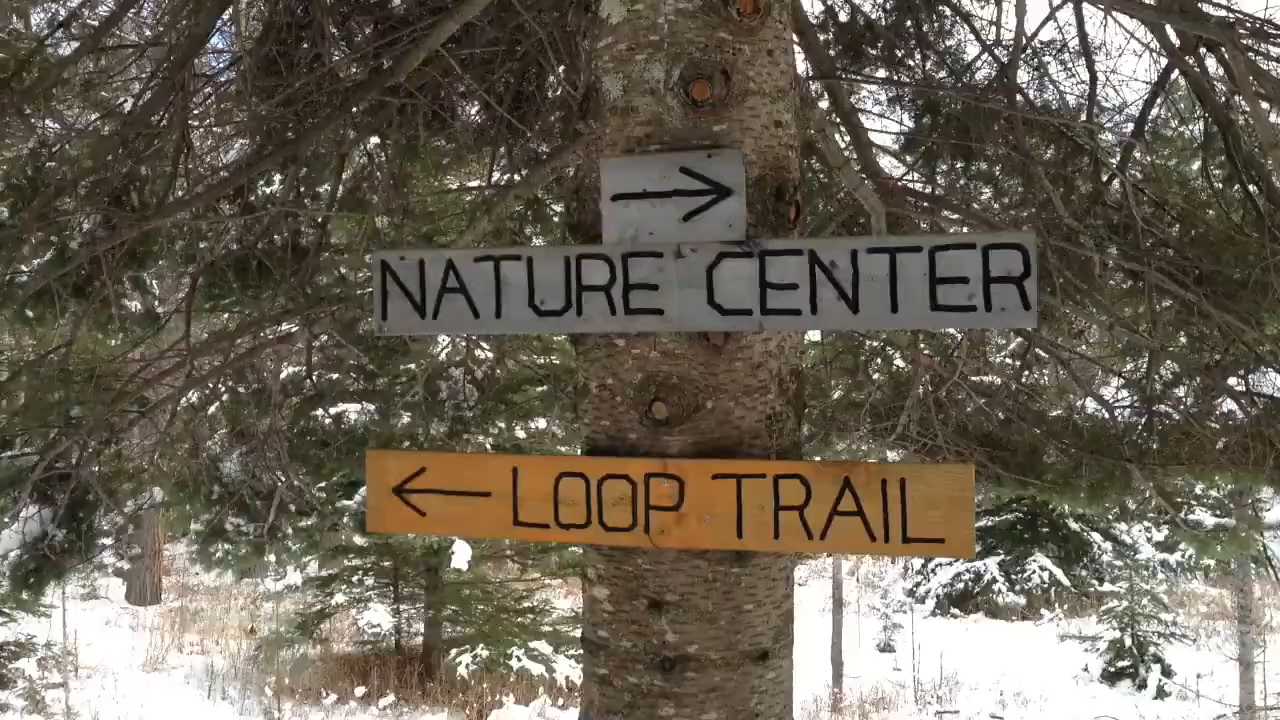 →
NATURE CENTER
← LOOP TRAIL